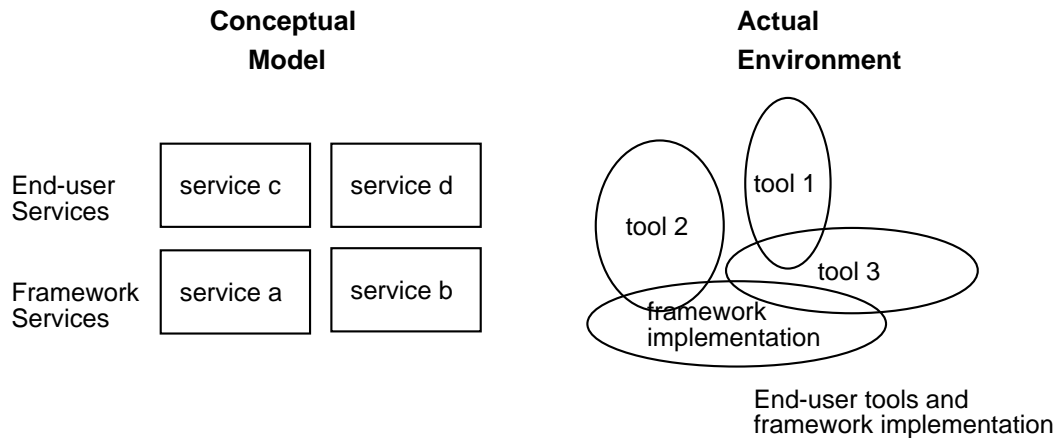 Conceptual
Model
Actual
Environment
End-user
Services
service c
service d
Framework
Services
service a
service b
tool 1
tool 2
tool 3
framework
implementation
End-user tools and
framework implementation